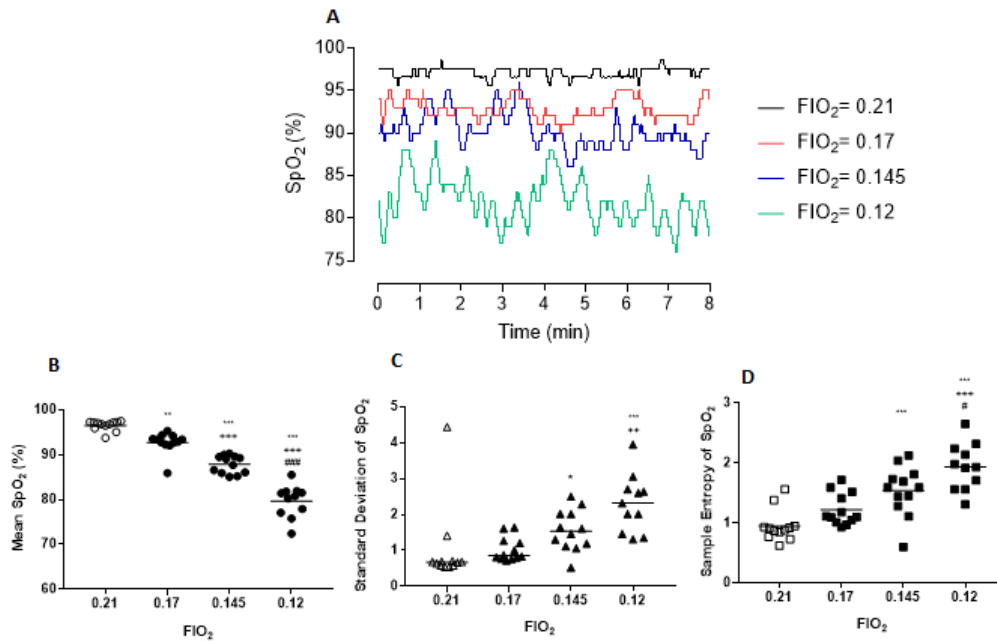 A
100
95
90
85
80
75
SpO2 (%)
0 1 2 3 4 5 6 7 8
Time (min)
FIO2= 0.21
FIO2= 0.17
FIO2= 0.145
FIO2= 0.12
B
100
90
80
70
60
Mean SpO2 (%)
**
***
+++
***
+++
###
0.21 0.17 0.145 0.12
FIO2
C
5
4
3
2
1
0
Standard Deviation of SpO2
*
***
++
0.21 0.17 0.145 0.12
FIO2
D
3
2
1
0
Sample Entropy of SpO2
***
***
+++
#
0.21 0.17 0.145 0.12
FIO2